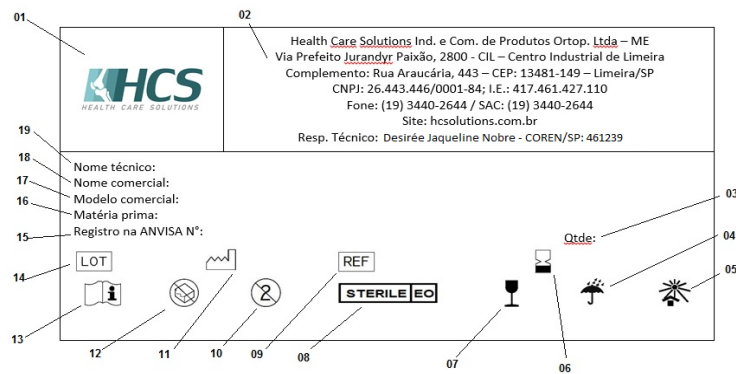 01
02
HCS
HEALTH CARE SOLUTIONS
Health Care Solutions Ind. e Com. de Produtos Ortop. Ltda – ME
Via Prefeito Jurandyr Paixão, 2800 - CIL – Centro Industrial de Limeira
Complemento: Rua Araucária, 443 – CEP: 13481-149 – Limeira/SP
CNPJ: 26.443.446/0001-84; I.E.: 417.461.427.110
Fone: (19) 3440-2644 / SAC: (19) 3440-2644
Site: hcsolutions.com.br
Resp. Técnico: Desirée Jaqueline Nobre - COREN/SP: 461239
19
Nome técnico:
18
Nome comercial:
17
Modelo comercial:
16
Matéria prima:
15
Registro na ANVISA N°:
Qtde:
03
04
14
LOT
REF
05
2
STERILE EO
13
12
11
10
09
08
07
06